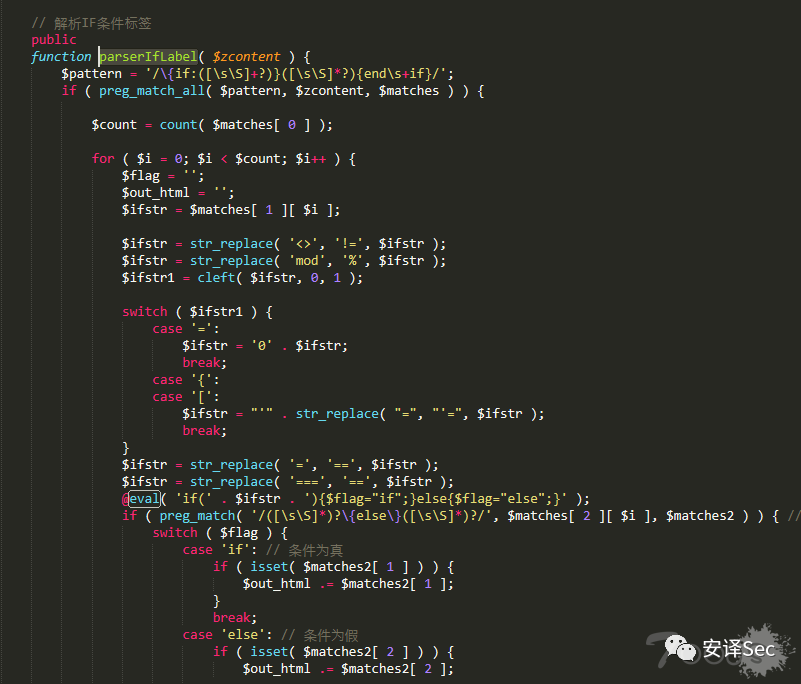 // 解析IF条件标签
public
function parserIfLabel( $zcontent ) {
$pattern = '/\{if:([\s\S]+?)}([\s\S]*?){end\s+if}/';
if ( preg_match_all( $pattern, $zcontent, $matches ) ) {
$count = count( $matches[ 0 ] );
for ( $i = 0; $i < $count; $i++ ) {
$flag = '';
$out_html = '';
$ifstr = $matches[ 1 ][ $i ];
$ifstr = str_replace( '<>', '!=', $ifstr );
$ifstr = str_replace( 'mod', '%', $ifstr );
$ifstr1 = cleft( $ifstr, 0, 1 );
switch ( $ifstr1 ) {
case '=':
$ifstr = '0' . $ifstr;
break;
case '{':
case '[':
$ifstr = "'" . str_replace( "=", "'=", $ifstr );
break;
}
$ifstr = str_replace( '=', '==', $ifstr );
$ifstr = str_replace( '===', '==', $ifstr );
@eval( 'if(' . $ifstr . '){$flag="if";}else{$flag="else";}' );
if ( preg_match( '/([\s\S]*)?\{else\}([\s\S]*)?/', $matches[ 2 ][ $i ], $matches2 ) ) { //
switch ( $flag ) {
case 'if': // 条件为真
if ( isset( $matches2[ 1 ] ) ) {
$out_html .= $matches2[ 1 ];
}
break;
case 'else': // 条件为假
if ( isset( $matches2[ 2 ] ) ) {
$out_html .= $matches2[ 2 ];
安译Sec